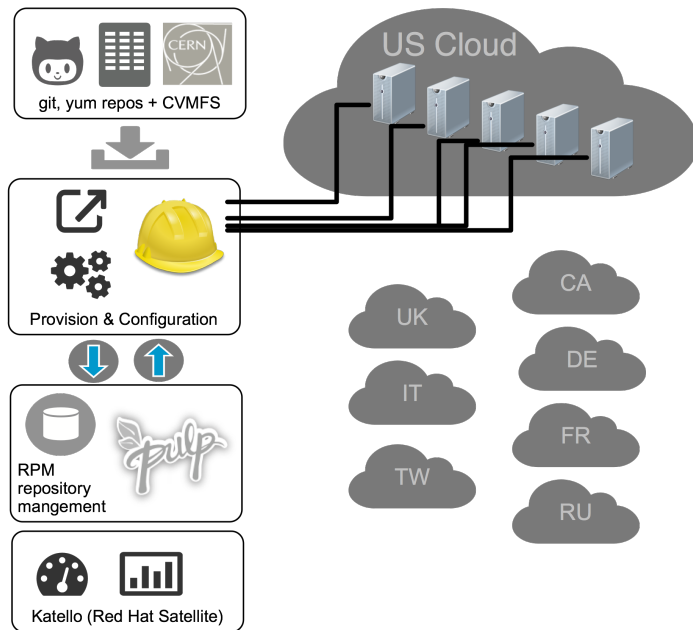 CERN
git, yum repos + CVMFS
US Cloud
Provision & Configuration
UK
CA
IT
DE
TW
FR
RU
RPM
repository
mangement
pulp
Katello (Red Hat Satellite)